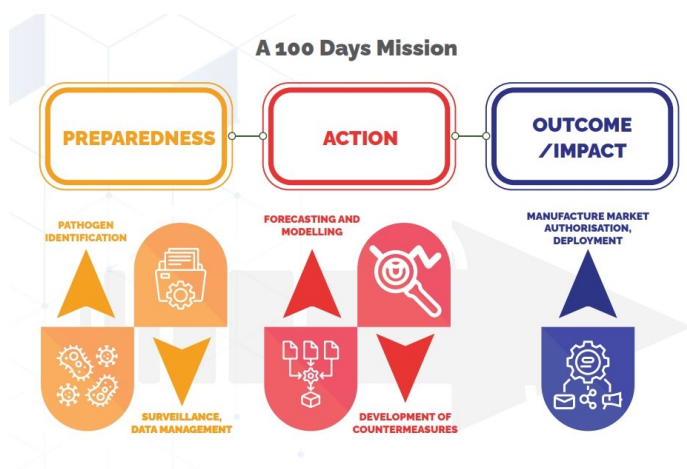 A 100 Days Mission
PREPAREDNESS
ACTION
OUTCOME
/IMPACT
PATHOGEN
IDENTIFICATION
FORECASTING AND
MODELLING
MANUFACTURE MARKET
AUTHORISATION,
DEPLOYMENT
SURVEILLANCE,
DATA MANAGEMENT
DEVELOPMENT OF
COUNTERMEASURES